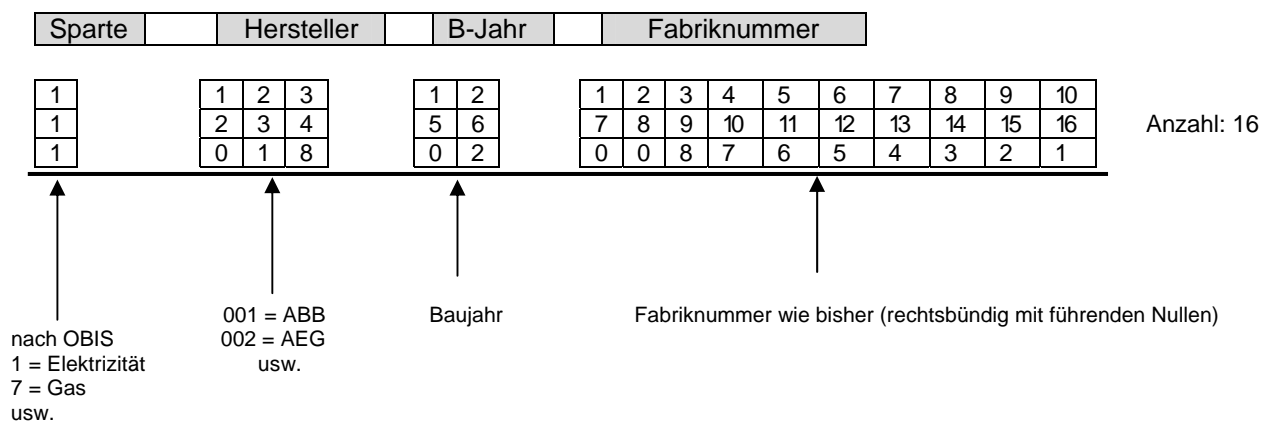 Sparte Hersteller B-Jahr Fabriknummer
1 1 2 3 1 2 1 2 3 4 5 6 7 8 9 10
1 2 3 4 5 6 7 8 9 10 11 12 13 14 15 16 Anzahl: 16
1 0 1 8 0 2 0 0 8 7 6 5 4 3 2 1
001 = ABB Baujahr Fabriknummer wie bisher (rechtsbündig mit führenden Nullen)
nach OBIS 002 = AEG
1 = Elektrizität usw.
7 = Gas
usw.